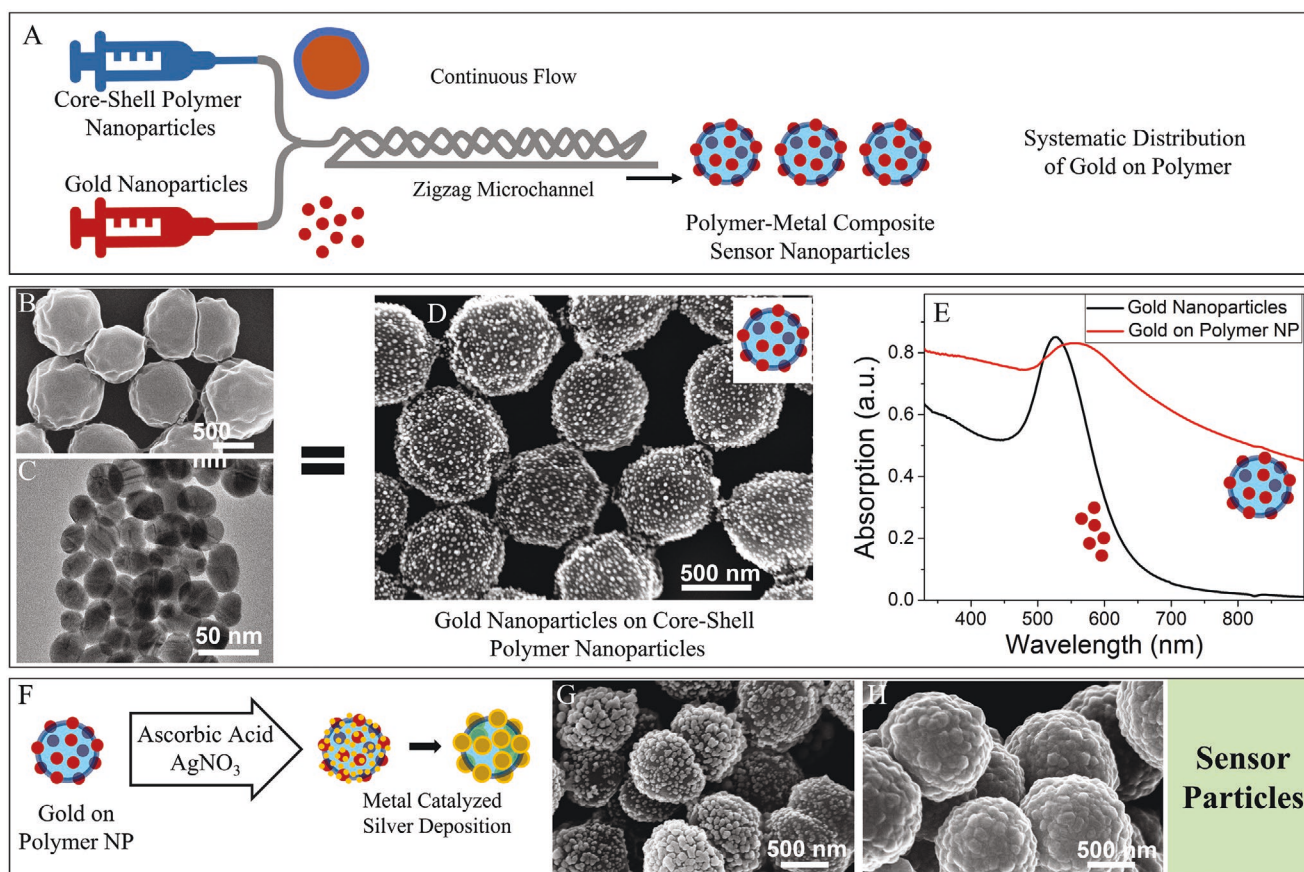 A
Core-Shell Polymer
Nanoparticles
Gold Nanoparticles
Continuous Flow
Zigzag Microchannel
Polymer-Metal Composite
Sensor Nanoparticles
Systematic Distribution
of Gold on Polymer
B
500
nm
C
50 nm
=
D
500 nm
Gold Nanoparticles on Core-Shell
Polymer Nanoparticles
E
Gold Nanoparticles
Gold on Polymer NP
Absorption (a.u.)
0.8
0.6
0.4
0.2
0.0
400 500 600 700 800
Wavelength (nm)
F
Gold on
Polymer NP
Ascorbic Acid
AgNO₃
Metal Catalyzed
Silver Deposition
G
500 nm
H
500 nm
Sensor
Particles